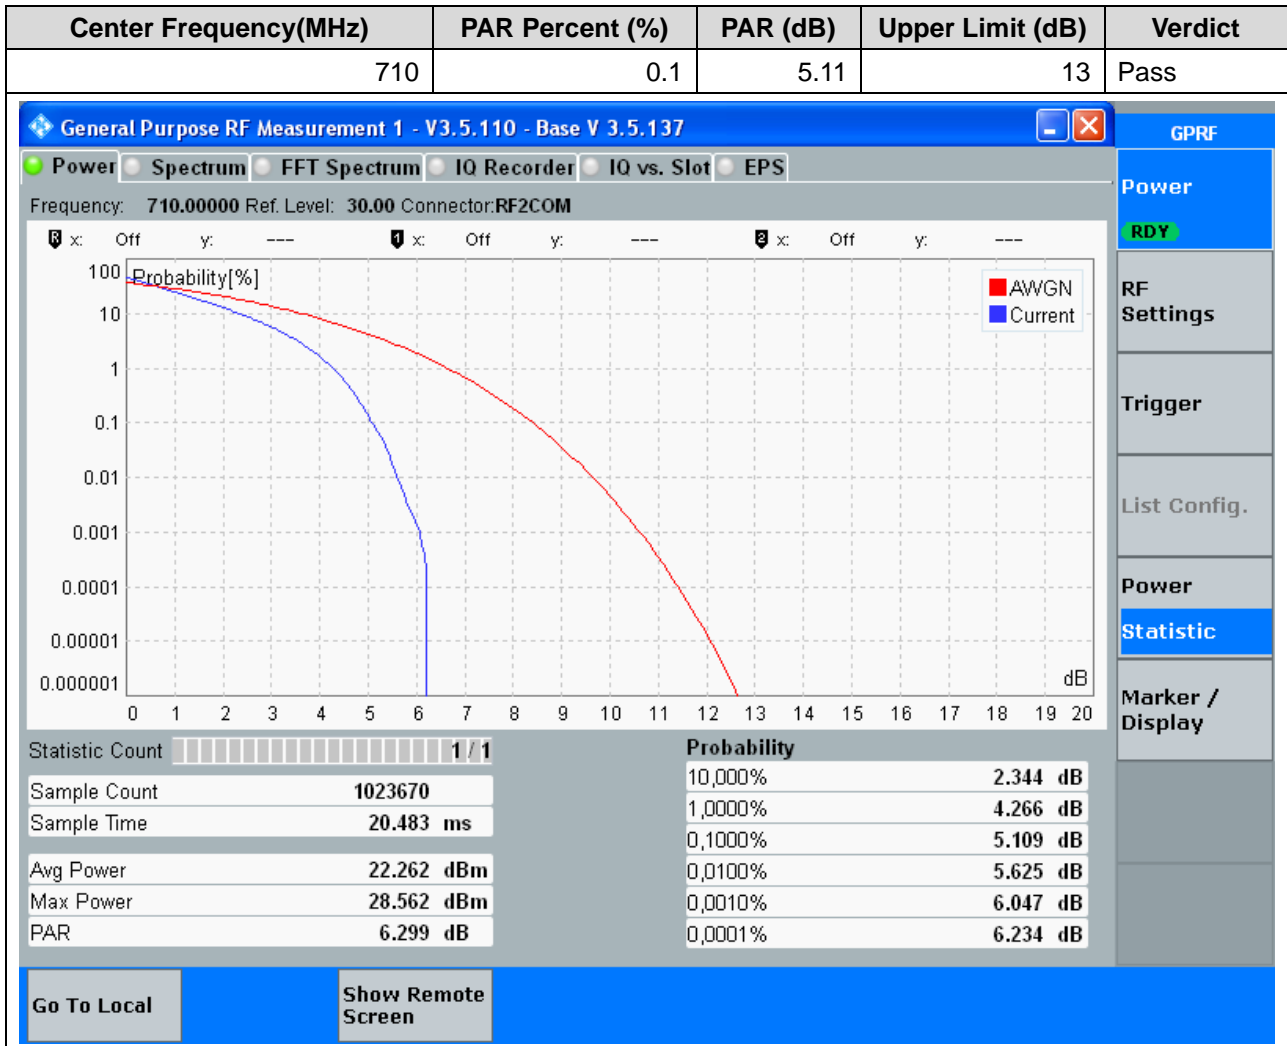 Center Frequency(MHz) PAR Percent (%) PAR (dB) Upper Limit (dB) Verdict
710 0.1 5.11 13 Pass
General Purpose RF Measurement 1 - V3.5.110 - Base V 3.5.137
GPRF
Power Spectrum FFT Spectrum IQ Recorder IQ vs. Slot EPS
Frequency: 710.00000 Ref. Level: 30.00 Connector:RF2COM
Power
RDY
R x: Off y: --- 1 x: Off y: --- 2 x: Off y: ---
100 Probability[%]
AWGN
Current
10
1
0.1
0.01
0.001
0.0001
0.00001
0.000001
dB
0 1 2 3 4 5 6 7 8 9 10 11 12 13 14 15 16 17 18 19 20
RF
Settings
Trigger
List Config.
Power
Statistic
Marker /
Display
Statistic Count 1 / 1
Sample Count 1023670
Sample Time 20.483 ms
Avg Power 22.262 dBm
Max Power 28.562 dBm
PAR 6.299 dB
Probability
10,000% 2.344 dB
1,0000% 4.266 dB
0,1000% 5.109 dB
0,0100% 5.625 dB
0,0010% 6.047 dB
0,0001% 6.234 dB
Go To Local
Show Remote
Screen